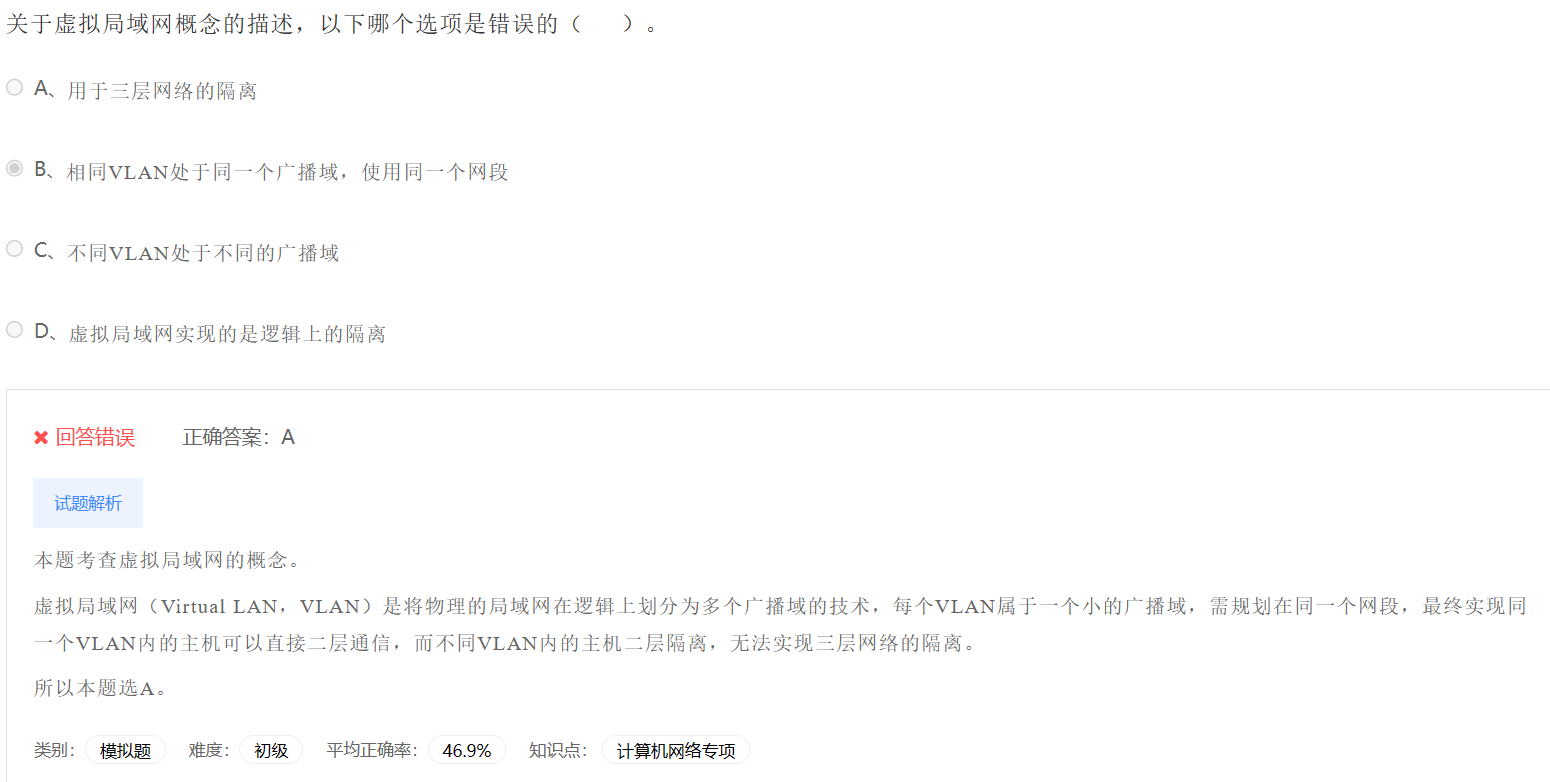 关于虚拟局域网概念的描述，以下哪个选项是错误的（　　）。
A、用于三层网络的隔离
B、相同VLAN处于同一个广播域，使用同一个网段
C、不同VLAN处于不同的广播域
D、虚拟局域网实现的是逻辑上的隔离
✖ 回答错误 正确答案：A
试题解析
本题考查虚拟局域网的概念。
虚拟局域网（Virtual LAN，VLAN）是将物理的局域网在逻辑上划分为多个广播域的技术，每个VLAN属于一个小的广播域，需规划在同一个网段，最终实现同
一个VLAN内的主机可以直接二层通信，而不同VLAN内的主机二层隔离，无法实现三层网络的隔离。
所以本题选A。
类别： 模拟题 难度： 初级 平均正确率： 46.9% 知识点： 计算机网络专项